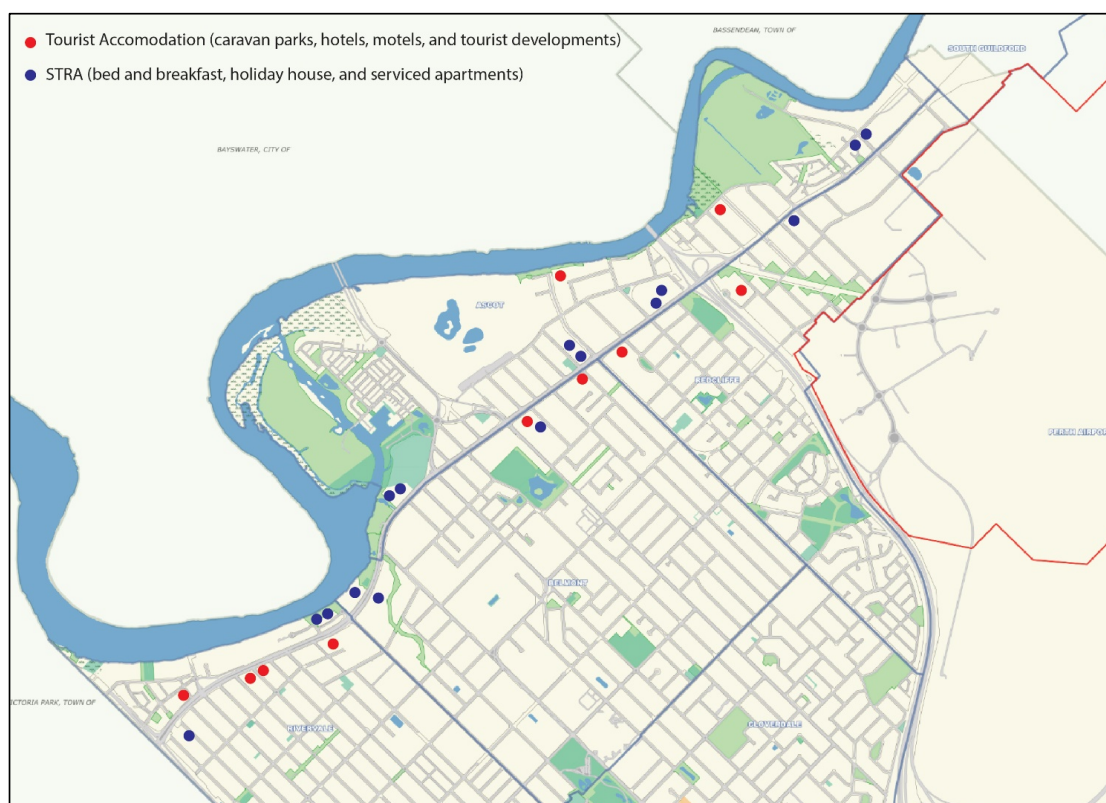 Tourist Accomodation (caravan parks, hotels, motels, and tourist developments)
STRA (bed and breakfast, holiday house, and serviced apartments)
BASSENDEAN, TOWN OF
SOUTH GUILDFORD
BAYSWATER, CITY OF
ASCOT
REDCLIFFE
PERTH AIRPORT
BELMONT
VICTORIA PARK, TOWN OF
RIVERVALE
CLOVERDALE